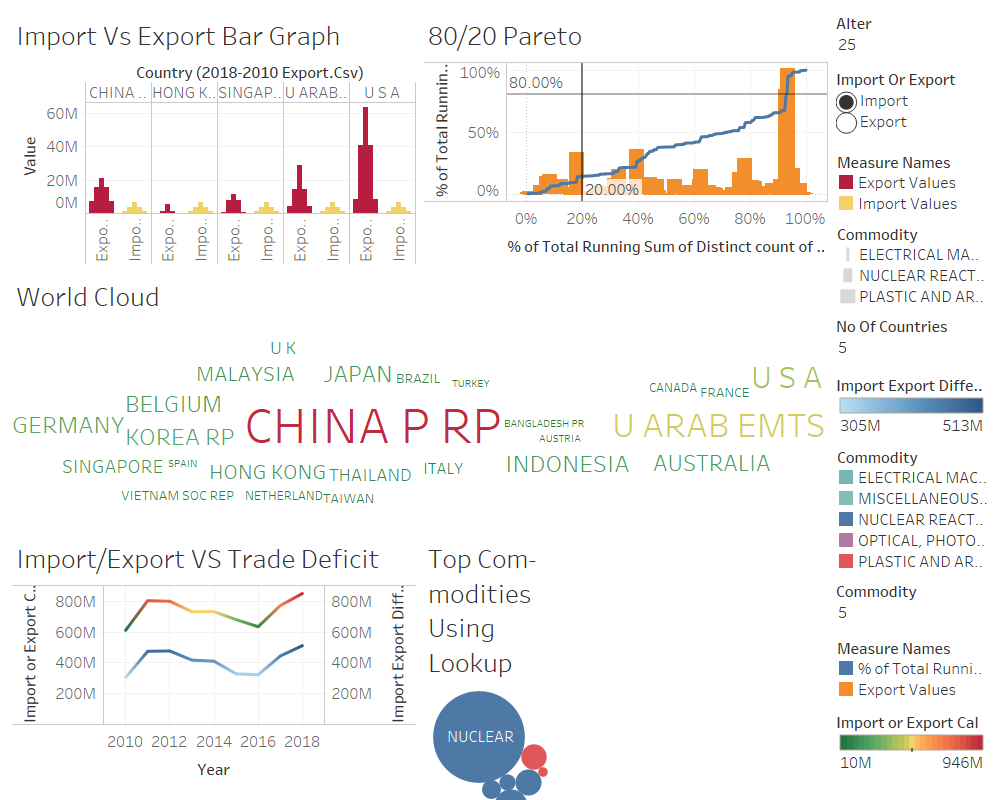 Import Vs Export Bar Graph
Country (2018-2010 Export.Csv)
CHINA ..
HONG K..
SINGAP..
U ARAB..
U S A
Value
60M
40M
20M
0M
Expo..
Impo..
Expo..
Impo..
Expo..
Impo..
Expo..
Impo..
Expo..
Impo..
80/20 Pareto
% of Total Runnin..
100%
50%
0%
80.00%
20.00%
0%
20%
40%
60%
80%
100%
% of Total Running Sum of Distinct count of ..
World Cloud
U K
MALAYSIA
JAPAN
BRAZIL
TURKEY
CANADA
FRANCE
U S A
GERMANY
BELGIUM
KOREA RP
CHINA P RP
BANGLADESH PR
AUSTRIA
U ARAB EMTS
SINGAPORE
SPAIN
HONG KONG
THAILAND
ITALY
INDONESIA
AUSTRALIA
VIETNAM SOC REP
NETHERLAND
TAIWAN
Import/Export VS Trade Deficit
Import or Export C..
800M
600M
400M
200M
800M
600M
400M
200M
Import Export Diff..
2010
2012
2014
2016
2018
Year
Top Com-
modities
Using
Lookup
NUCLEAR
Alter
25
Import Or Export
Import
Export
Measure Names
Export Values
Import Values
Commodity
ELECTRICAL MA..
NUCLEAR REACT..
PLASTIC AND AR..
No Of Countries
5
Import Export Diffe..
305M 513M
Commodity
ELECTRICAL MAC..
MISCELLANEOUS..
NUCLEAR REACT..
OPTICAL, PHOTO..
PLASTIC AND AR..
Commodity
5
Measure Names
% of Total Runni..
Export Values
Import or Export Cal
10M 946M